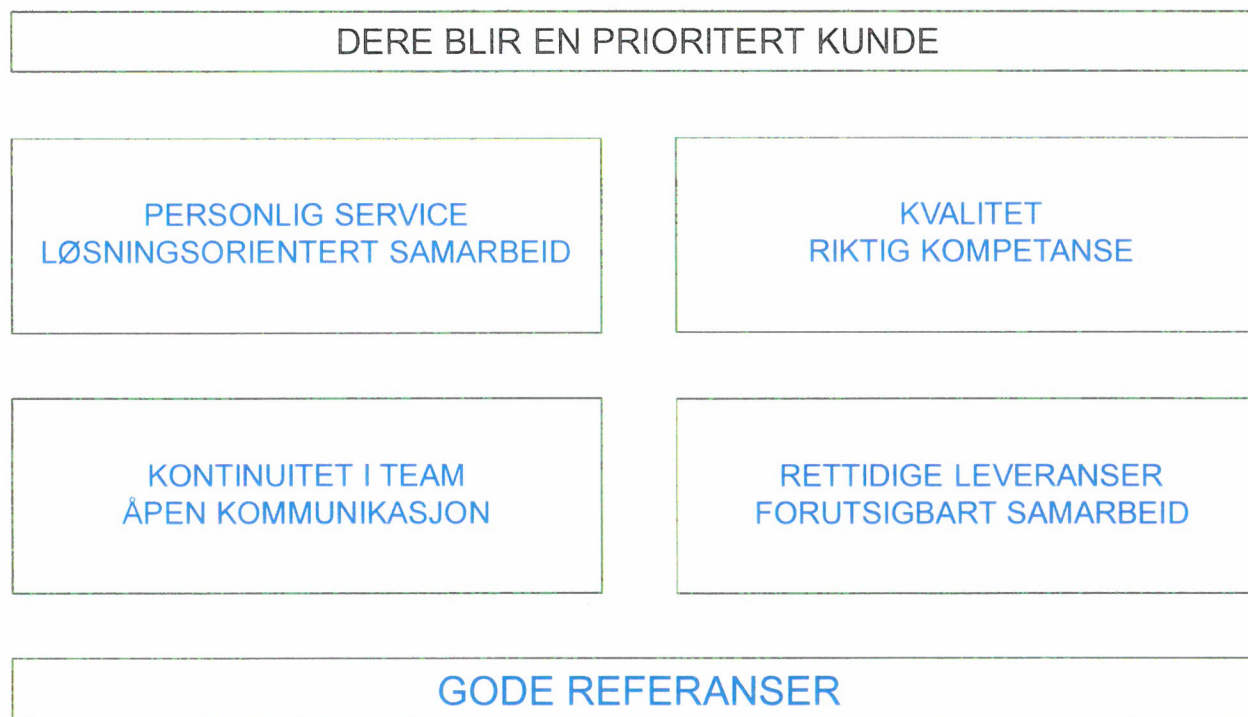 DERE BLIR EN PRIORITERT KUNDE
PERSONLIG SERVICE
LØSNINGSORIENTERT SAMARBEID
KVALITET
RIKTIG KOMPETANSE
KONTINUITET I TEAM
ÅPEN KOMMUNIKASJON
RETTIDIGE LEVERANSER
FORUTSIGBART SAMARBEID
GODE REFERANSER